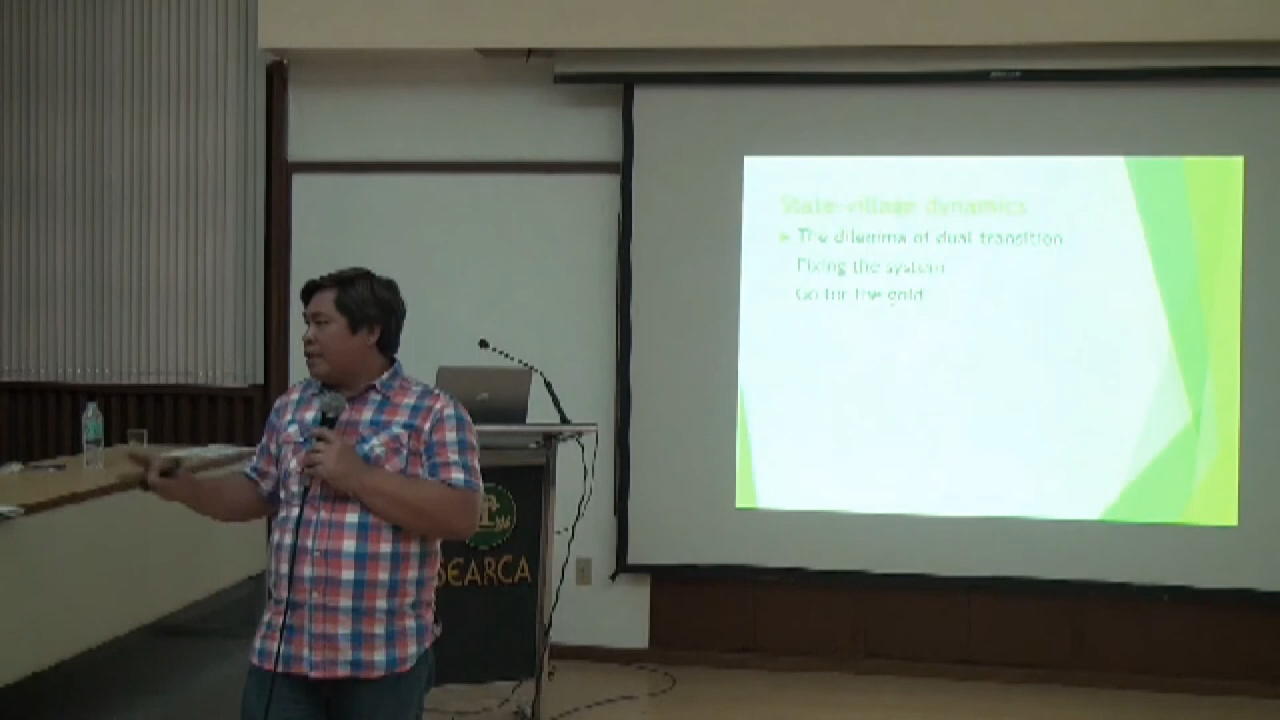 State-village dynamics
The dilemma of dual transition
Fixing the system
Go for the gold
SEARCA